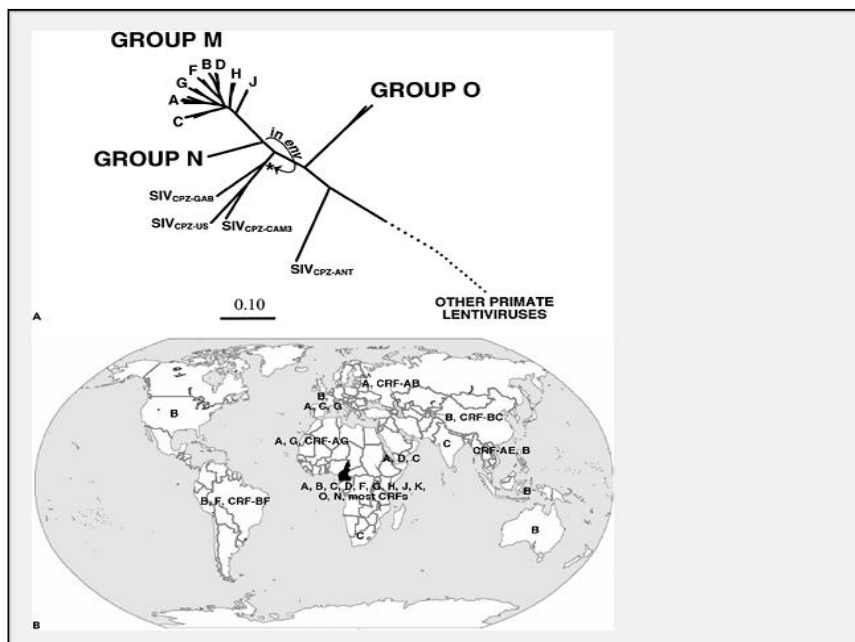 GROUP M
B D
F H
G J
A
C
GROUP O
in env
GROUP N
*
SIVCPZ-GAB
SIVCPZ-US
SIVCPZ-CAM3
SIVCPZ-ANT
0.10
OTHER PRIMATE
LENTIVIRUSES
A
A, CRF-AB
B
B
A, C, G
B, CRF-BC
A, G, CRF-AG
C
CRF-AE, B
A, D, C
A, B, C, D, F, G, H, J, K,
O, N, most CRFs
B
B, F, CRF-BF
C
B
B